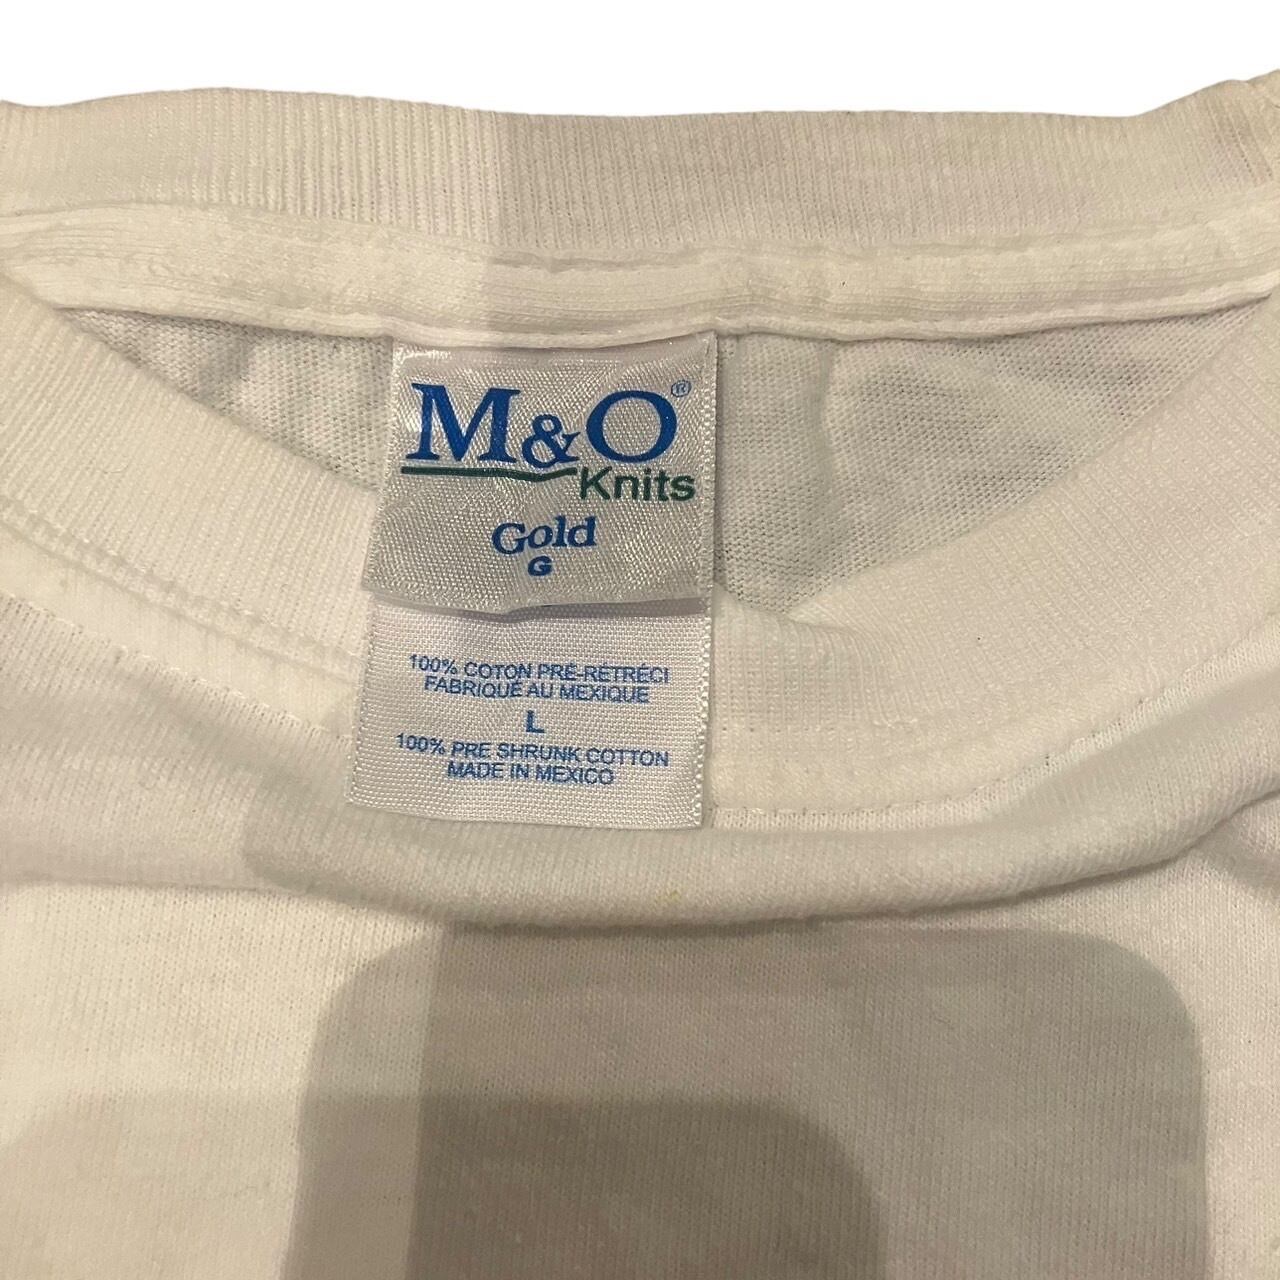 M&O®
Knits
Gold
G
100% COTON PRÉ-RÉTRÉCI
FABRIQUÉ AU MEXIQUE
L
100% PRE SHRUNK COTTON
MADE IN MEXICO